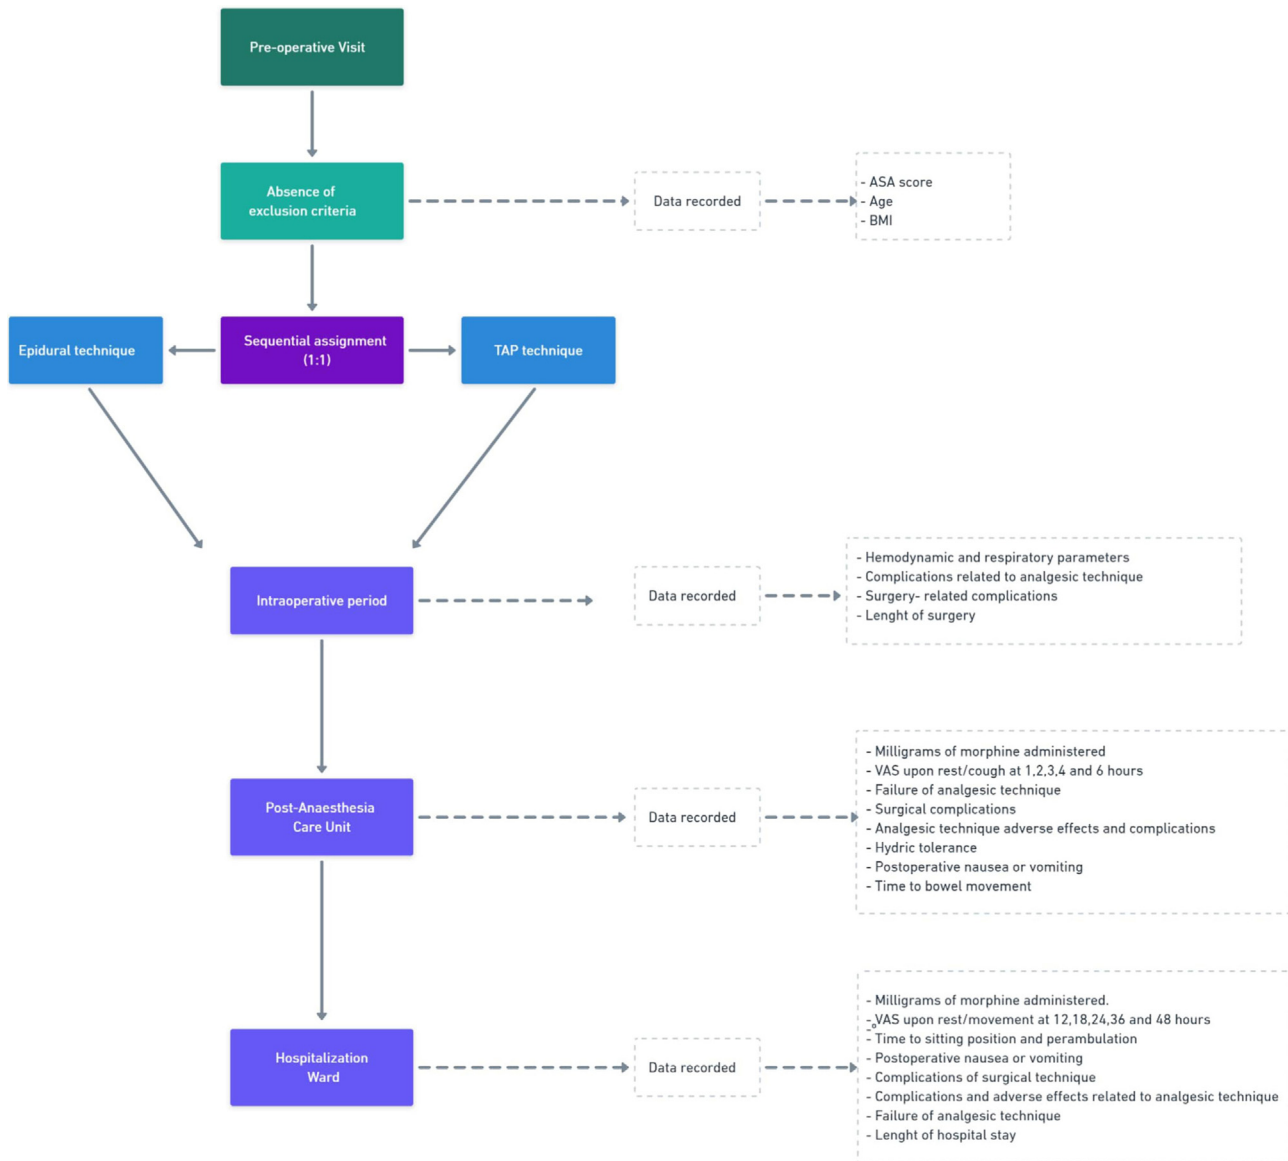 Pre-operative Visit
Absence of
exclusion criteria
Data recorded
- ASA score
- Age
- BMI
Epidural technique
Sequential assignment
(1:1)
TAP technique
Intraoperative period
Data recorded
- Hemodynamic and respiratory parameters
- Complications related to analgesic technique
- Surgery- related complications
- Lenght of surgery
Post-Anaesthesia
Care Unit
Data recorded
- Milligrams of morphine administered
- VAS upon rest/cough at 1,2,3,4 and 6 hours
- Failure of analgesic technique
- Surgical complications
- Analgesic technique adverse effects and complications
- Hydric tolerance
- Postoperative nausea or vomiting
- Time to bowel movement
Hospitalization
Ward
Data recorded
- Milligrams of morphine administered.
- VAS upon rest/movement at 12,18,24,36 and 48 hours
- Time to sitting position and perambulation
- Postoperative nausea or vomiting
- Complications of surgical technique
- Complications and adverse effects related to analgesic technique
- Failure of analgesic technique
- Lenght of hospital stay